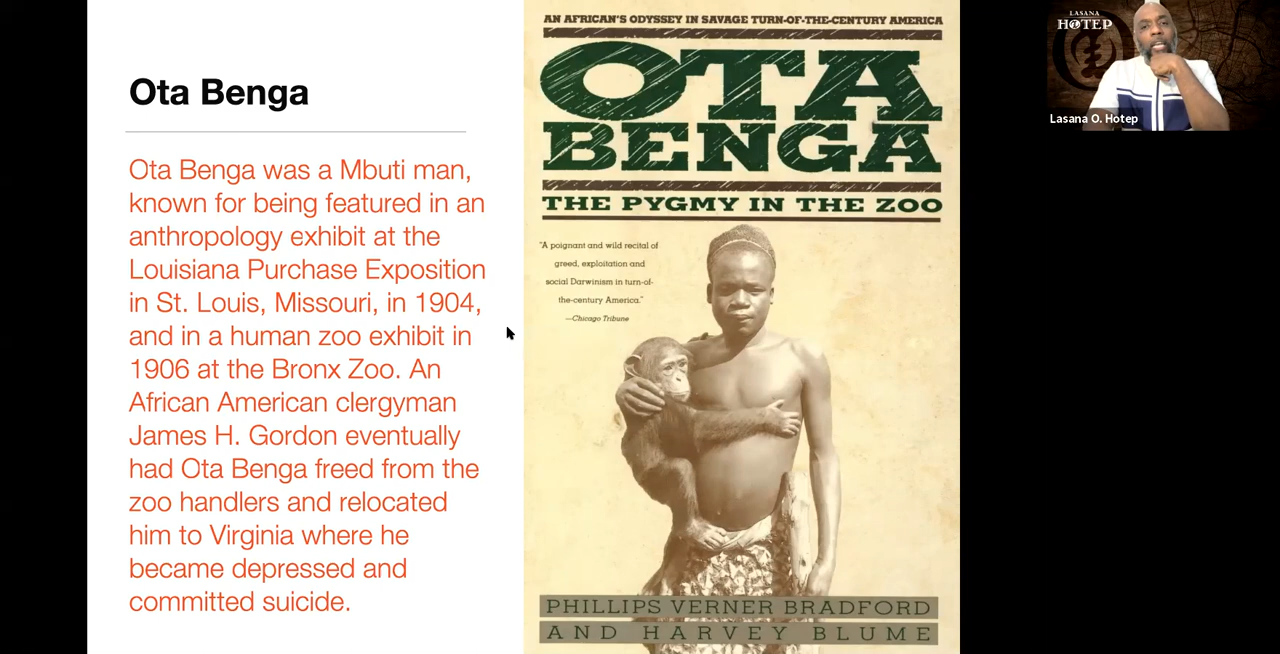 Ota Benga
Ota Benga was a Mbuti man,
known for being featured in an
anthropology exhibit at the
Louisiana Purchase Exposition
in St. Louis, Missouri, in 1904,
and in a human zoo exhibit in
1906 at the Bronx Zoo. An
African American clergyman
James H. Gordon eventually
had Ota Benga freed from the
zoo handlers and relocated
him to Virginia where he
became depressed and
committed suicide.
AN AFRICAN'S ODYSSEY IN SAVAGE TURN-OF-THE-CENTURY AMERICA
OTA
BENGA
THE PYGMY IN THE ZOO
"A poignant and wild recital of
greed, exploitation and
social Darwinism in turn-of-
the-century America."
—Chicago Tribune
PHILLIPS VERNER BRADFORD
AND HARVEY BLUME
LASANA
HOTEP
Lasana O. Hotep